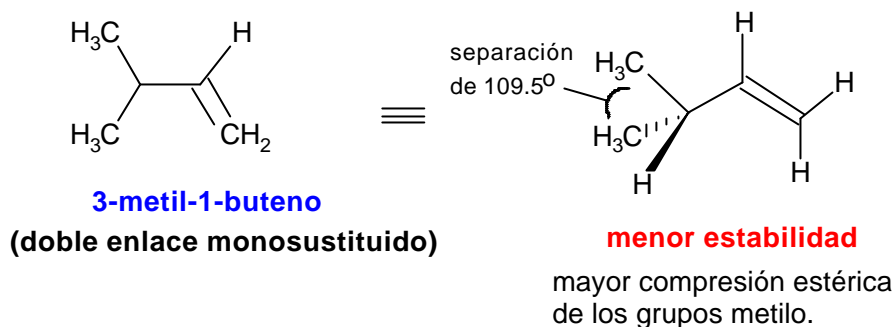 H₃C
H
H₃C
CH₂
3-metil-1-buteno
(doble enlace monosustituido)
separación
de 109.5º
H
H₃C
H
H₃C
H
H
menor estabilidad
mayor compresión estérica
de los grupos metilo.